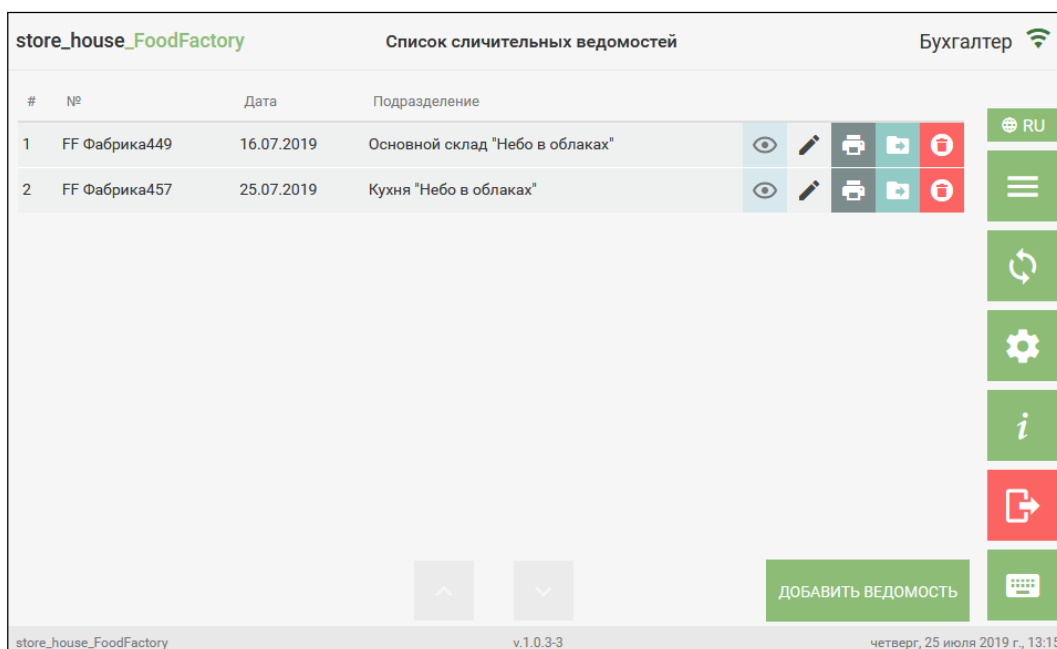 store_house_FoodFactory Список сличительных ведомостей Бухгалтер
# № Дата Подразделение
RU
1 FF Фабрика449 16.07.2019 Основной склад "Небо в облаках"
2 FF Фабрика457 25.07.2019 Кухня "Небо в облаках"
i
ДОБАВИТЬ ВЕДОМОСТЬ
store_house_FoodFactory v.1.0.3-3 четверг, 25 июля 2019 г., 13:15